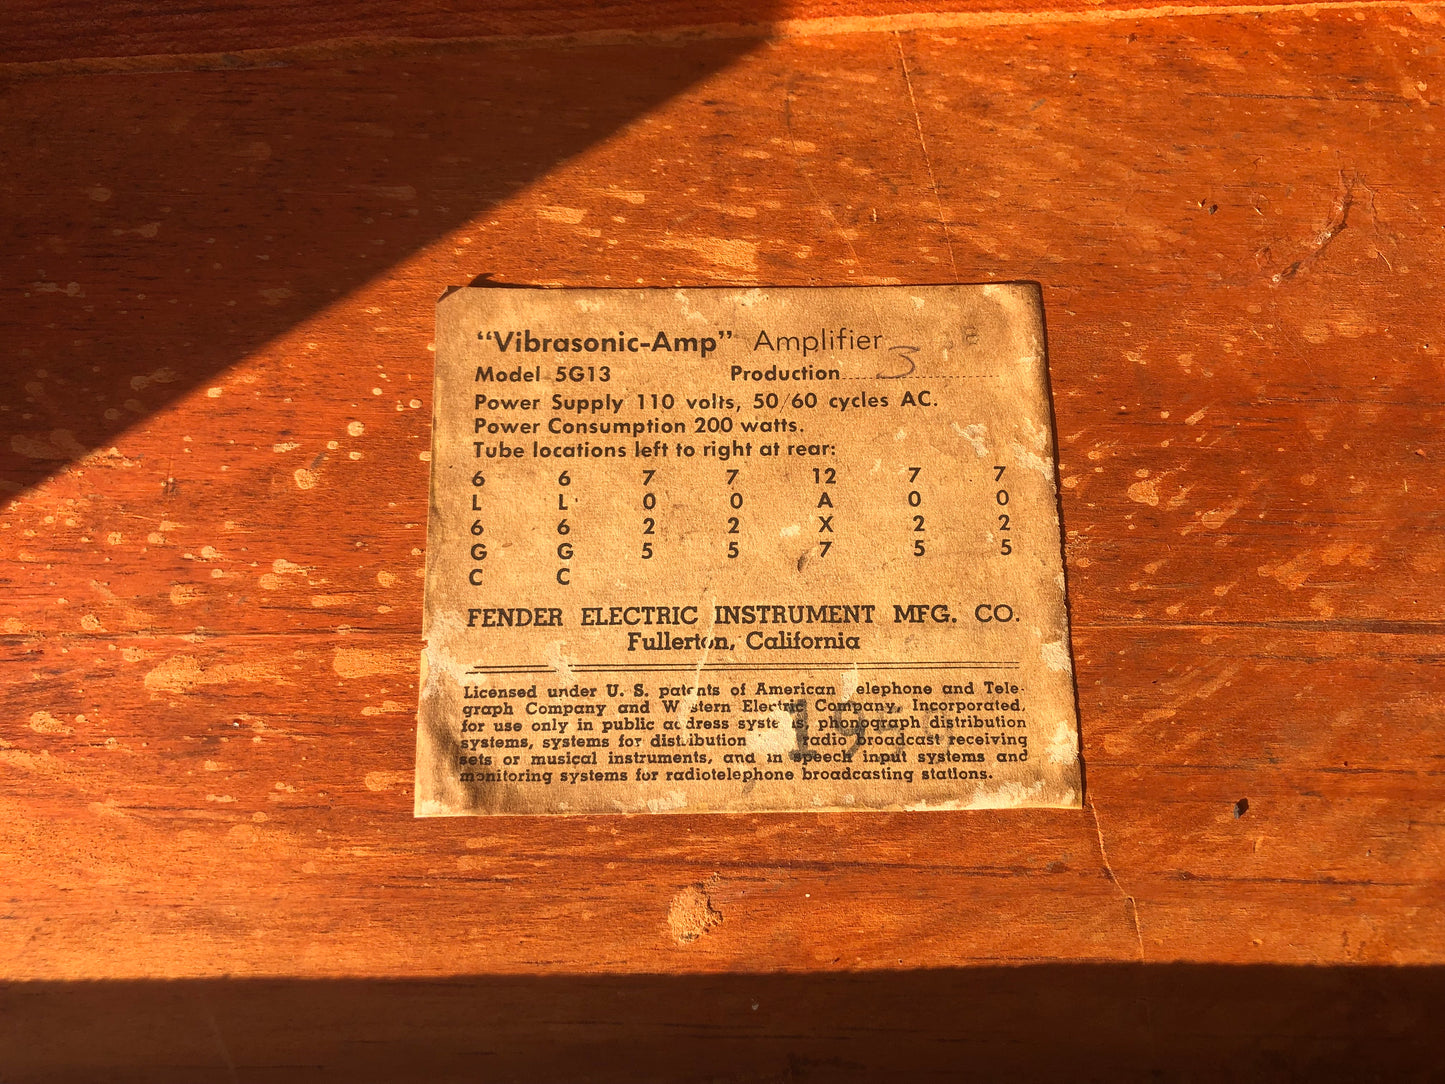 "Vibrasonic-Amp" Amplifier
Model 5G13 Production 3
Power Supply 110 volts, 50/60 cycles AC.
Power Consumption 200 watts.
Tube locations left to right at rear:
6 6 7 7 12 7 7
L L 0 0 A 0 0
6 6 2 2 X 2 2
G G 5 5 7 5 5
C C
FENDER ELECTRIC INSTRUMENT MFG. CO.
Fullerton, California
Licensed under U. S. patents of American elephone and Tele-
graph Company and W stern Electric Company, Incorporated,
for use only in public address syste s, phonograph distribution
systems, systems for distribution radio broadcast receiving
sets or musical instruments, and in speech input systems and
monitoring systems for radiotelephone broadcasting stations.